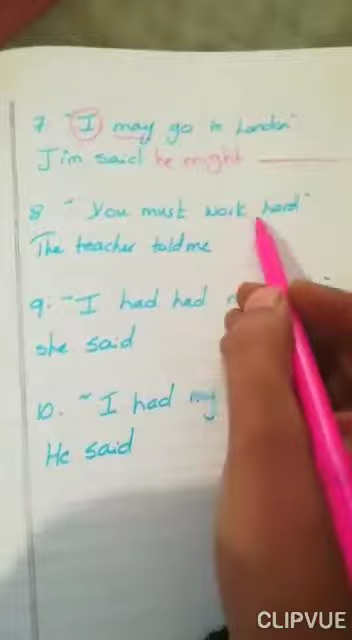 7. "I may go to London"
Jim said he might
8 " You must work hard"
The teacher told me
9. "I had had
she said
10. "I had my
He said
CLIPVUE